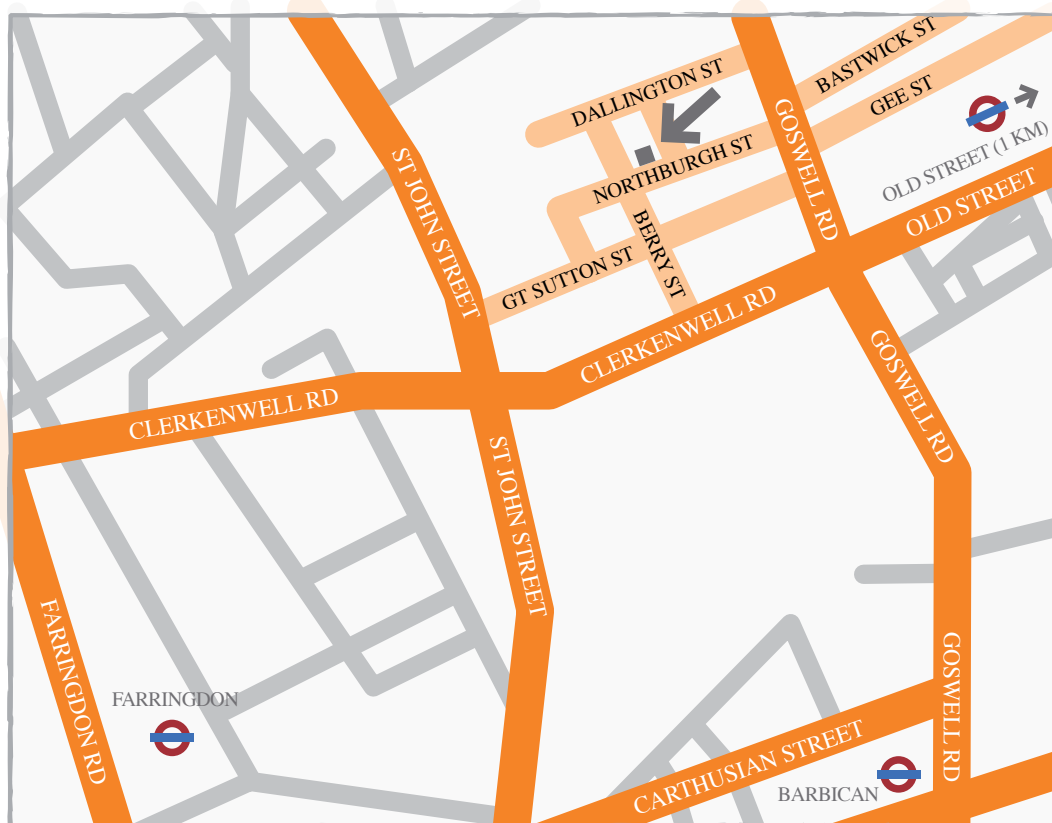 BASTWICK ST
DALLINGTON ST
GEE ST
GOSWELL RD
OLD STREET (1 KM)
NORTHBURGH ST
ST JOHN STREET
OLD STREET
BERRY ST
GT SUTTON ST
CLERKENWELL RD
GOSWELL RD
CLERKENWELL RD
ST JOHN STREET
FARRINGDON RD
FARRINGDON
GOSWELL RD
CARTHUSIAN STREET
BARBICAN